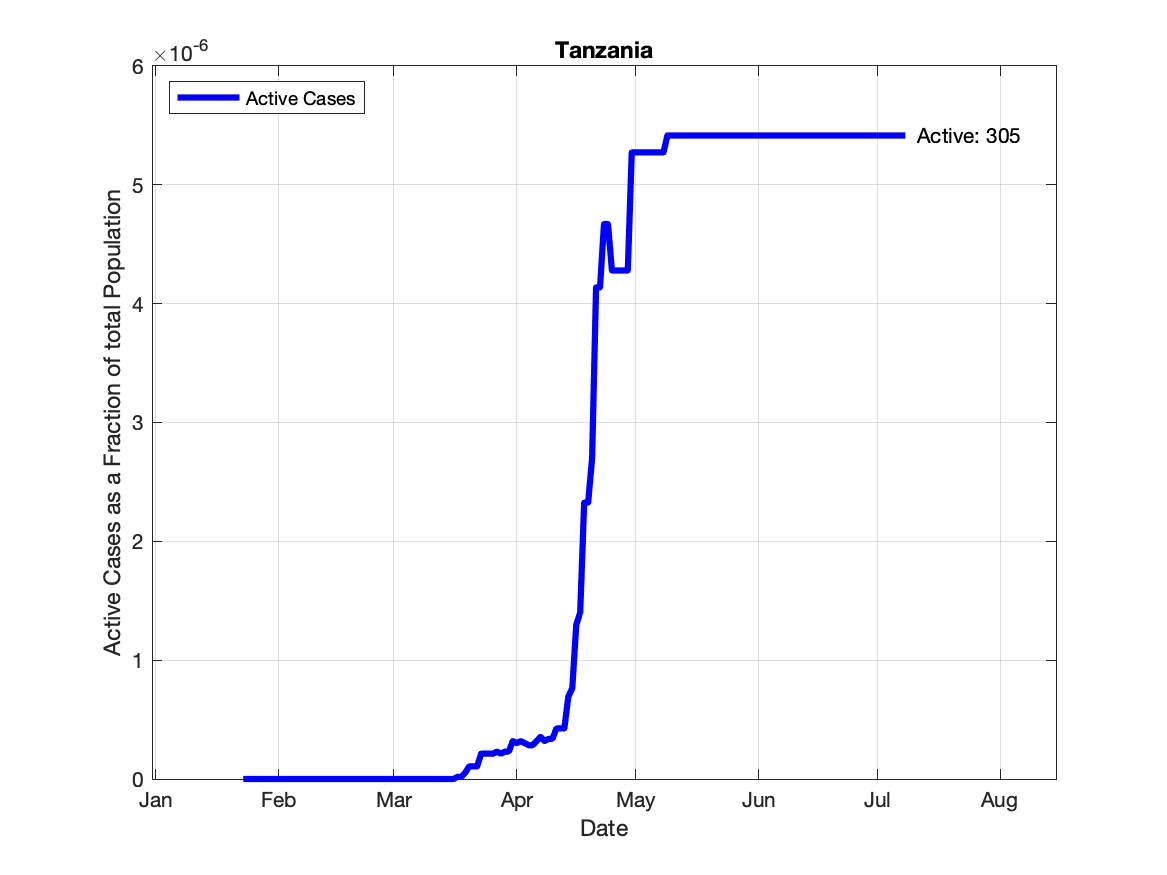 Tanzania
×10-6
Active Cases
Active: 305
6
5
4
3
2
1
0
Active Cases as a Fraction of total Population
Jan Feb Mar Apr May Jun Jul Aug
Date